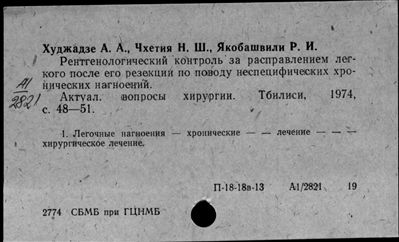 Худжадзе А. А., Чхетия Н. Ш., Якобашвили Р. И.
Рентгенологический контроль за расправлением лег-
кого после его резекции по поводу неспецифических хро-
нических нагноений.
А1
2821
Актуал. вопросы хирургии. Тбилиси, 1974,
с. 48—51.
1. Легочные нагноения — хронические — — лечение — — —
хирургическое лечение.
П-18-18в-13 А1/2821 19
2774 СБМБ при ГЦНМБ